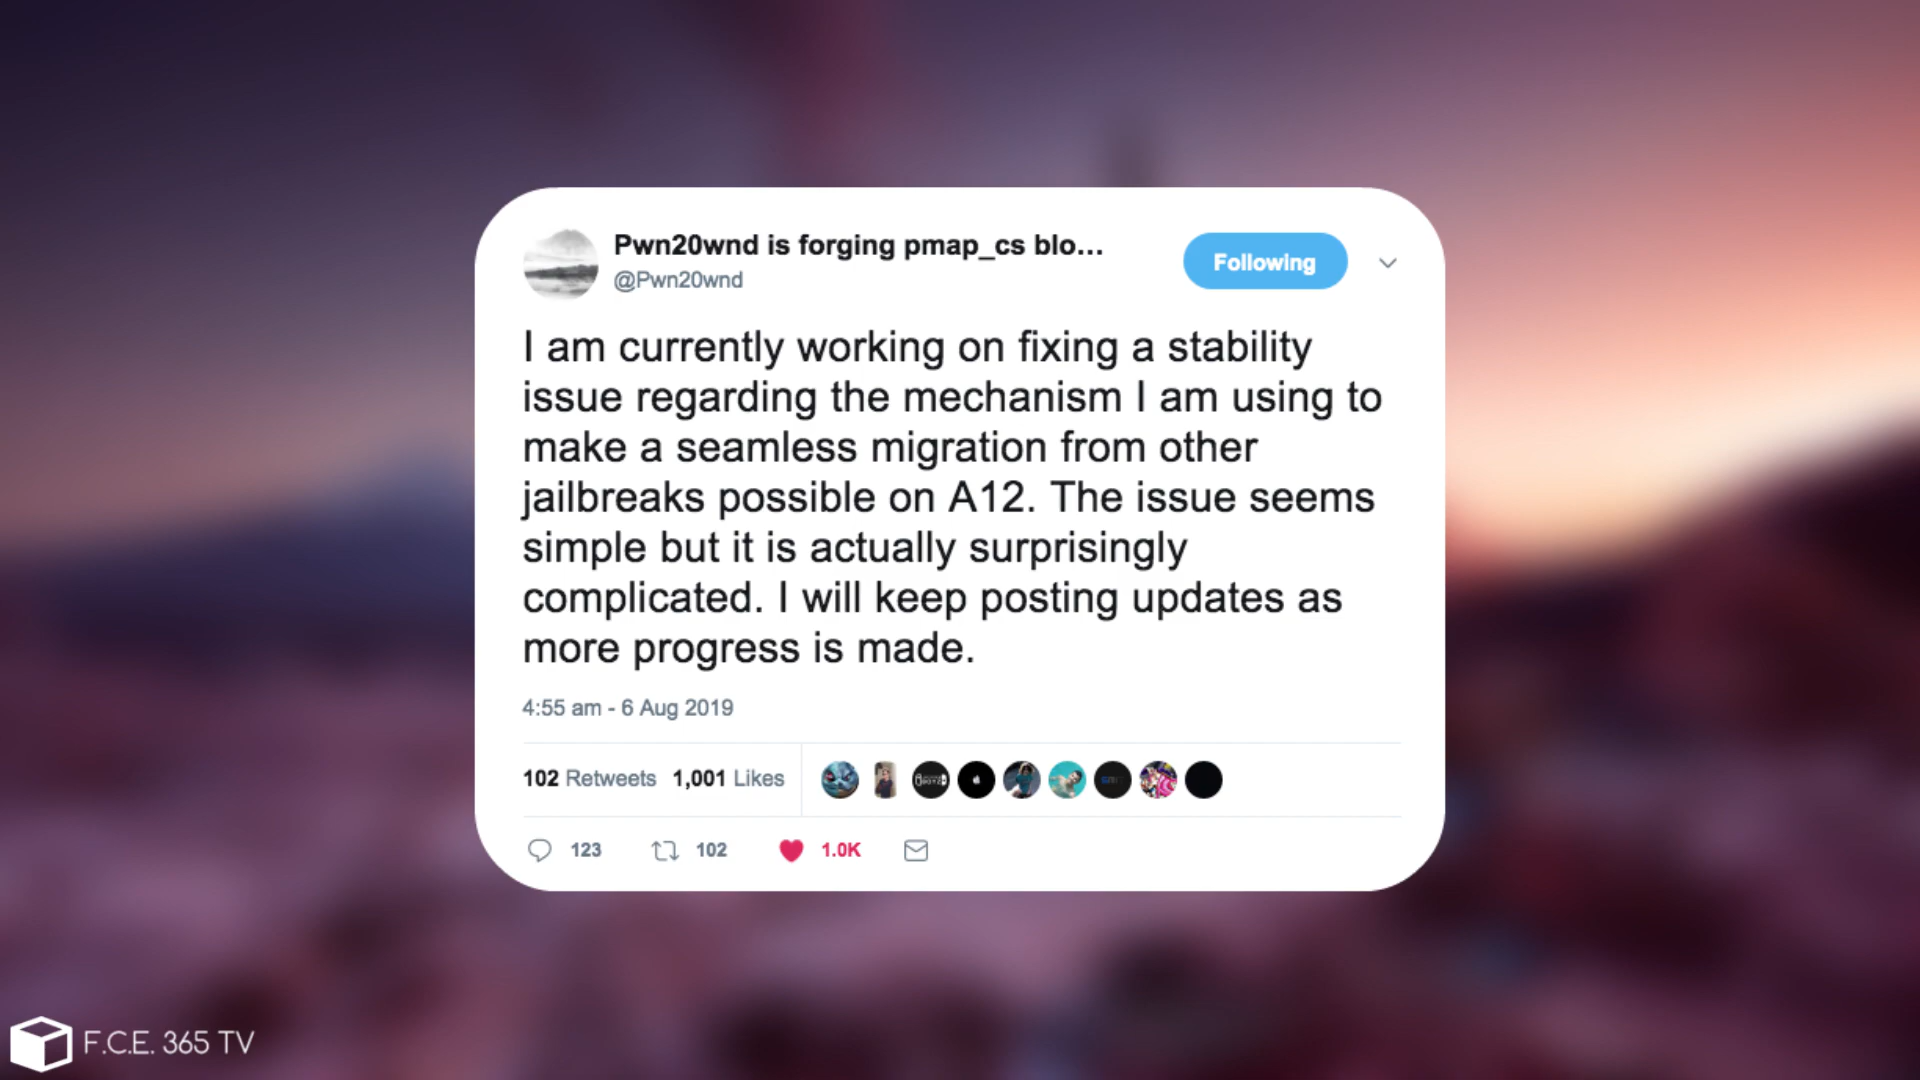 Pwn20wnd is forging pmap_cs blo...
@Pwn20wnd
Following
I am currently working on fixing a stability
issue regarding the mechanism I am using to
make a seamless migration from other
jailbreaks possible on A12. The issue seems
simple but it is actually surprisingly
complicated. I will keep posting updates as
more progress is made.
4:55 am - 6 Aug 2019
102 Retweets 1,001 Likes
123 102 1.0K
F.C.E. 365 TV